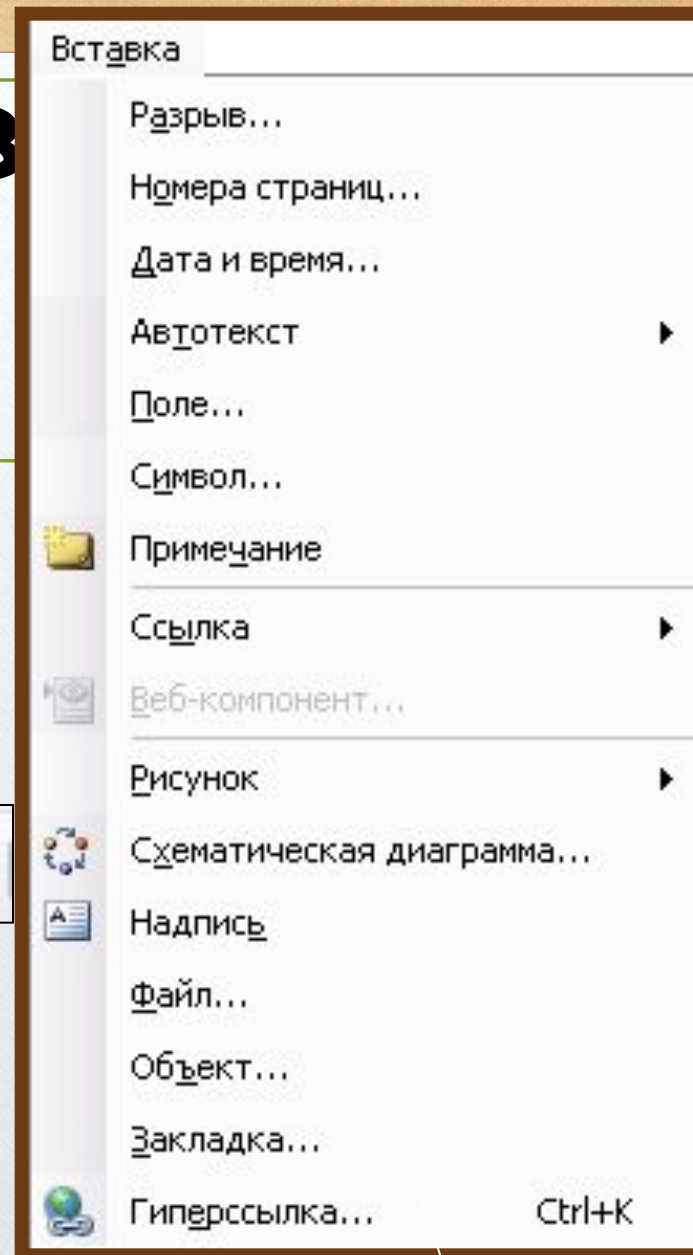 Вставка
Разрыв...
Номера страниц...
Дата и время...
Автотекст
Поле...
Символ...
Примечание
Ссылка
Веб-компонент...
Рисунок
Схематическая диаграмма...
Надпись
Файл...
Объект...
Закладка...
Гиперссылка... Ctrl+K